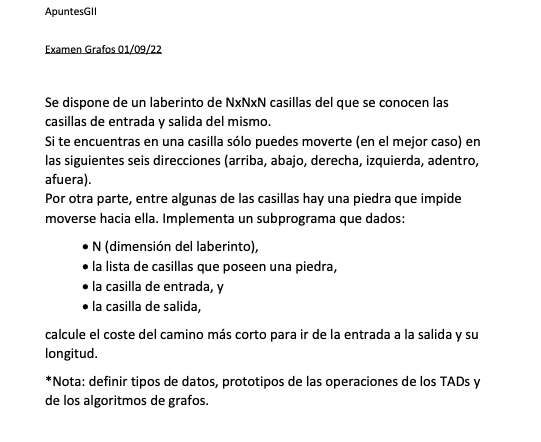 ApuntesGII
Examen Grafos 01/09/22
Se dispone de un laberinto de NxNxN casillas del que se conocen las
casillas de entrada y salida del mismo.
Si te encuentras en una casilla sólo puedes moverte (en el mejor caso) en
las siguientes seis direcciones (arriba, abajo, derecha, izquierda, adentro,
afuera).
Por otra parte, entre algunas de las casillas hay una piedra que impide
moverse hacia ella. Implementa un subprograma que dados:
• N (dimensión del laberinto),
• la lista de casillas que poseen una piedra,
• la casilla de entrada, y
• la casilla de salida,
calcule el coste del camino más corto para ir de la entrada a la salida y su
longitud.
*Nota: definir tipos de datos, prototipos de las operaciones de los TADs y
de los algoritmos de grafos.